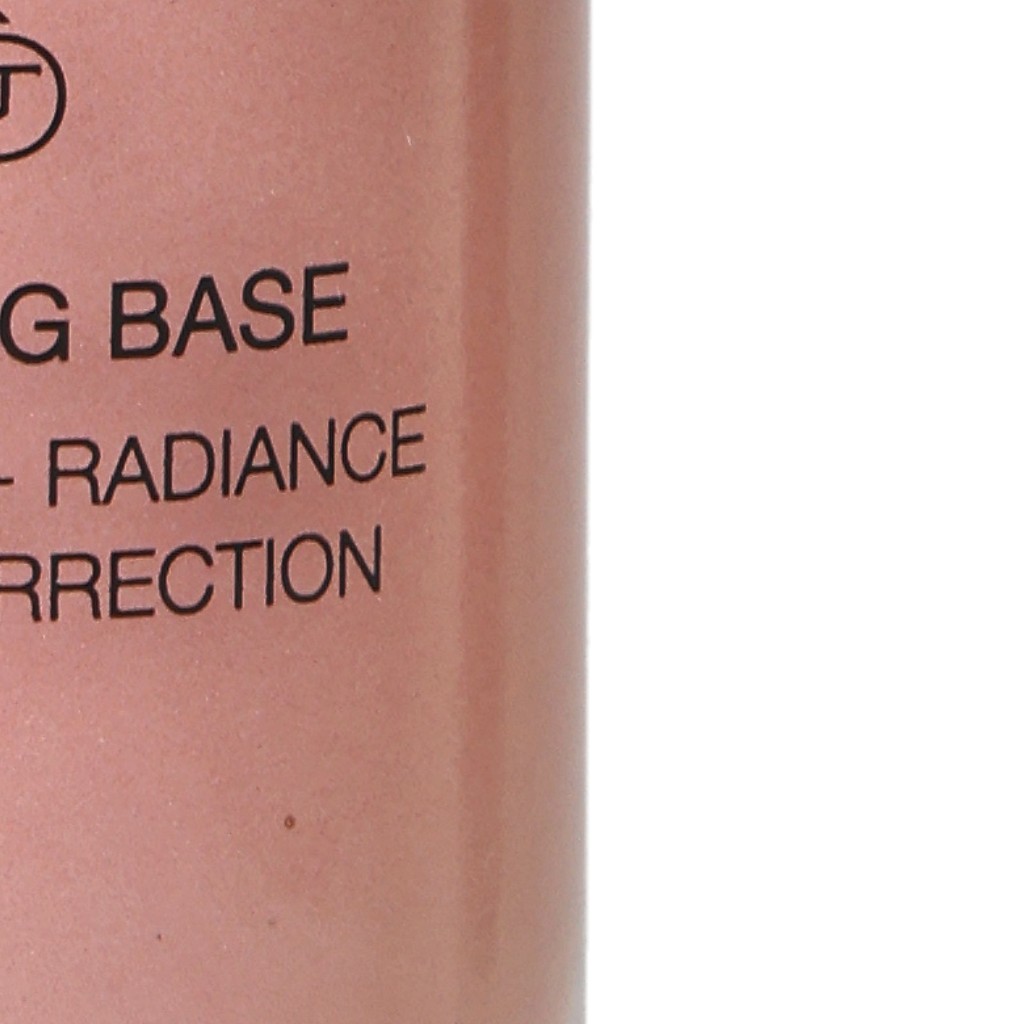 G BASE
- RADIANCE
RRECTION